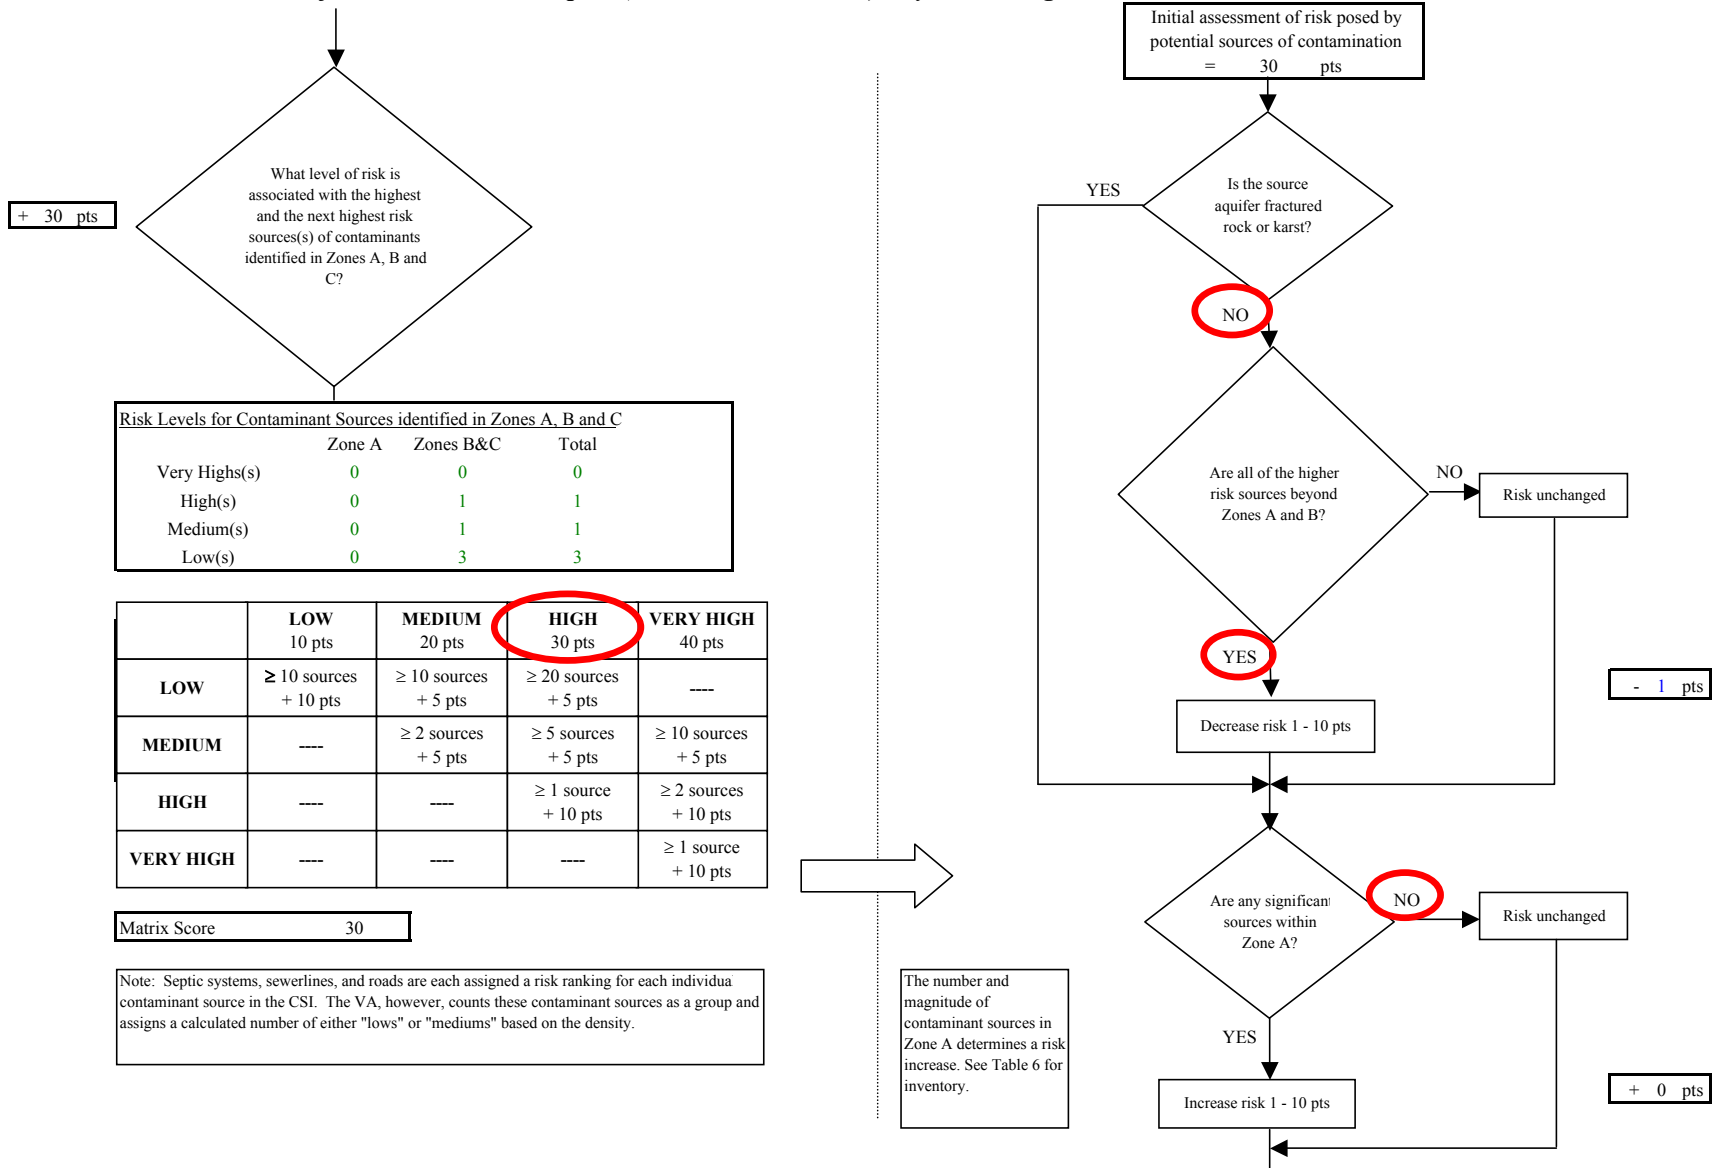 What level of risk is
associated with the highest
and the next highest risk
sources(s) of contaminants
identified in Zones A, B and
C?
+ 30 pts
Risk Levels for Contaminant Sources identified in Zones A, B and C
Zone A Zones B&C Total
Very Highs(s) 0 0 0
High(s) 0 1 1
Medium(s) 0 1 1
Low(s) 0 3 3
LOW MEDIUM HIGH VERY HIGH
10 pts 20 pts 30 pts 40 pts
LOW ≥ 10 sources ≥ 10 sources ≥ 20 sources ----
+ 10 pts + 5 pts + 5 pts
MEDIUM ---- ≥ 2 sources ≥ 5 sources ≥ 10 sources
+ 5 pts + 5 pts + 5 pts
HIGH ---- ---- ≥ 1 source ≥ 2 sources
+ 10 pts + 10 pts
VERY HIGH ---- ---- ---- ≥ 1 source
+ 10 pts
Matrix Score 30
Note: Septic systems, sewerlines, and roads are each assigned a risk ranking for each individua
contaminant source in the CSI. The VA, however, counts these contaminant sources as a group and
assigns a calculated number of either "lows" or "mediums" based on the density.
Initial assessment of risk posed by
potential sources of contamination
= 30 pts
Is the source
aquifer fractured
rock or karst?
YES
NO
Are all of the higher
risk sources beyond
Zones A and B?
NO
Risk unchanged
YES
Decrease risk 1 - 10 pts
- 1 pts
Are any significant
sources within
Zone A?
NO
Risk unchanged
The number and
magnitude of
contaminant sources in
Zone A determines a risk
increase. See Table 6 for
inventory.
YES
Increase risk 1 - 10 pts
+ 0 pts